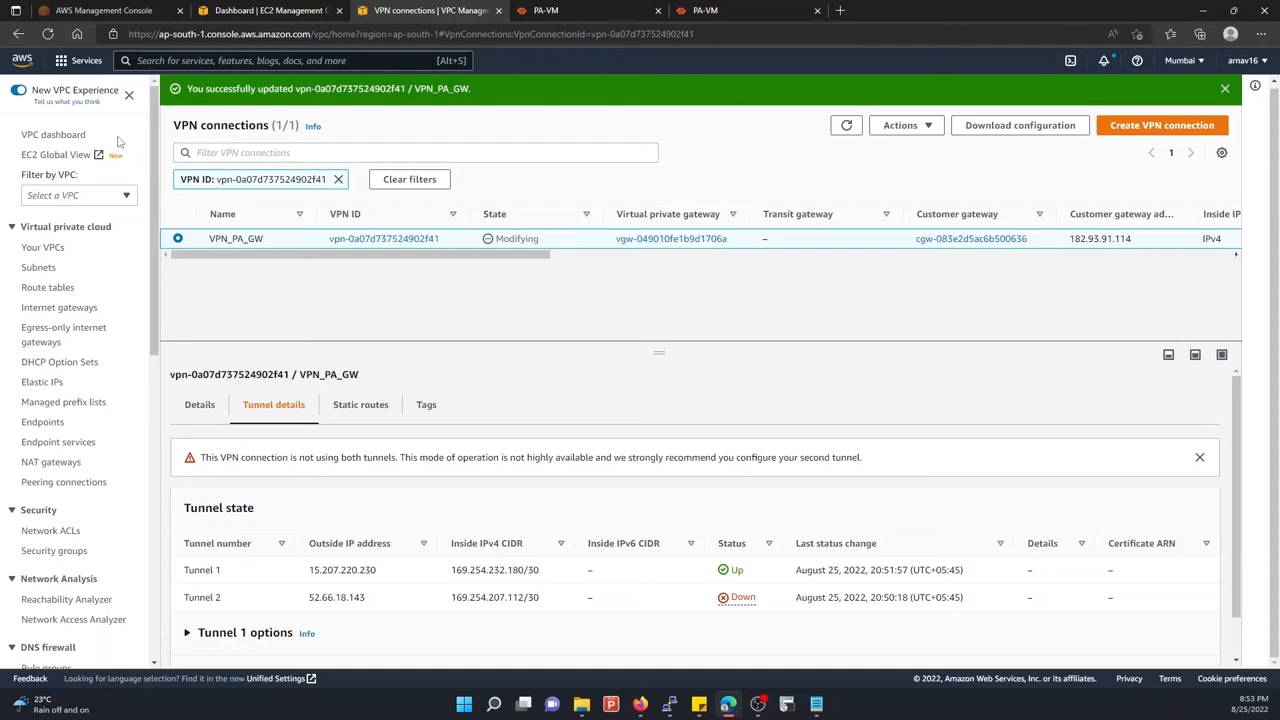 AWS Management Console
Dashboard | EC2 Management C
VPN connections | VPC Manager
PA-VM
PA-VM
https://ap-south-1.console.aws.amazon.com/vpc/home?region=ap-south-1#VpnConnections:VpnConnectionId=vpn-0a07d737524902f41
aws
Services
Search for services, features, blogs, docs, and more
[Alt+S]
Mumbai
arnav16
New VPC Experience
Tell us what you think
VPC dashboard
EC2 Global View
New
Filter by VPC:
Select a VPC
Virtual private cloud
Your VPCs
Subnets
Route tables
Internet gateways
Egress-only internet
gateways
DHCP Option Sets
Elastic IPs
Managed prefix lists
Endpoints
Endpoint services
NAT gateways
Peering connections
Security
Network ACLs
Security groups
Network Analysis
Reachability Analyzer
Network Access Analyzer
DNS firewall
Rule groups
You successfully updated vpn-0a07d737524902f41 / VPN_PA_GW.
VPN connections (1/1) Info
Actions
Download configuration
Create VPN connection
Filter VPN connections
1
VPN ID: vpn-0a07d737524902f41
Clear filters
Name VPN ID State Virtual private gateway Transit gateway Customer gateway Customer gateway ad... Inside IP
VPN_PA_GW vpn-0a07d737524902f41 Modifying vgw-049010fe1b9d1706a – cgw-083e2d5ac6b500636 182.93.91.114 IPv4
vpn-0a07d737524902f41 / VPN_PA_GW
Details Tunnel details Static routes Tags
This VPN connection is not using both tunnels. This mode of operation is not highly available and we strongly recommend you configure your second tunnel.
Tunnel state
Tunnel number Outside IP address Inside IPv4 CIDR Inside IPv6 CIDR Status Last status change Details Certificate ARN
Tunnel 1 15.207.220.230 169.254.232.180/30 – Up August 25, 2022, 20:51:57 (UTC+05:45) – –
Tunnel 2 52.66.18.143 169.254.207.112/30 – Down August 25, 2022, 20:50:18 (UTC+05:45) – –
Tunnel 1 options Info
Feedback
Looking for language selection? Find it in the new Unified Settings
© 2022, Amazon Web Services, Inc. or its affiliates.
Privacy
Terms
Cookie preferences
23°C
Rain off and on
8:53 PM
8/25/2022